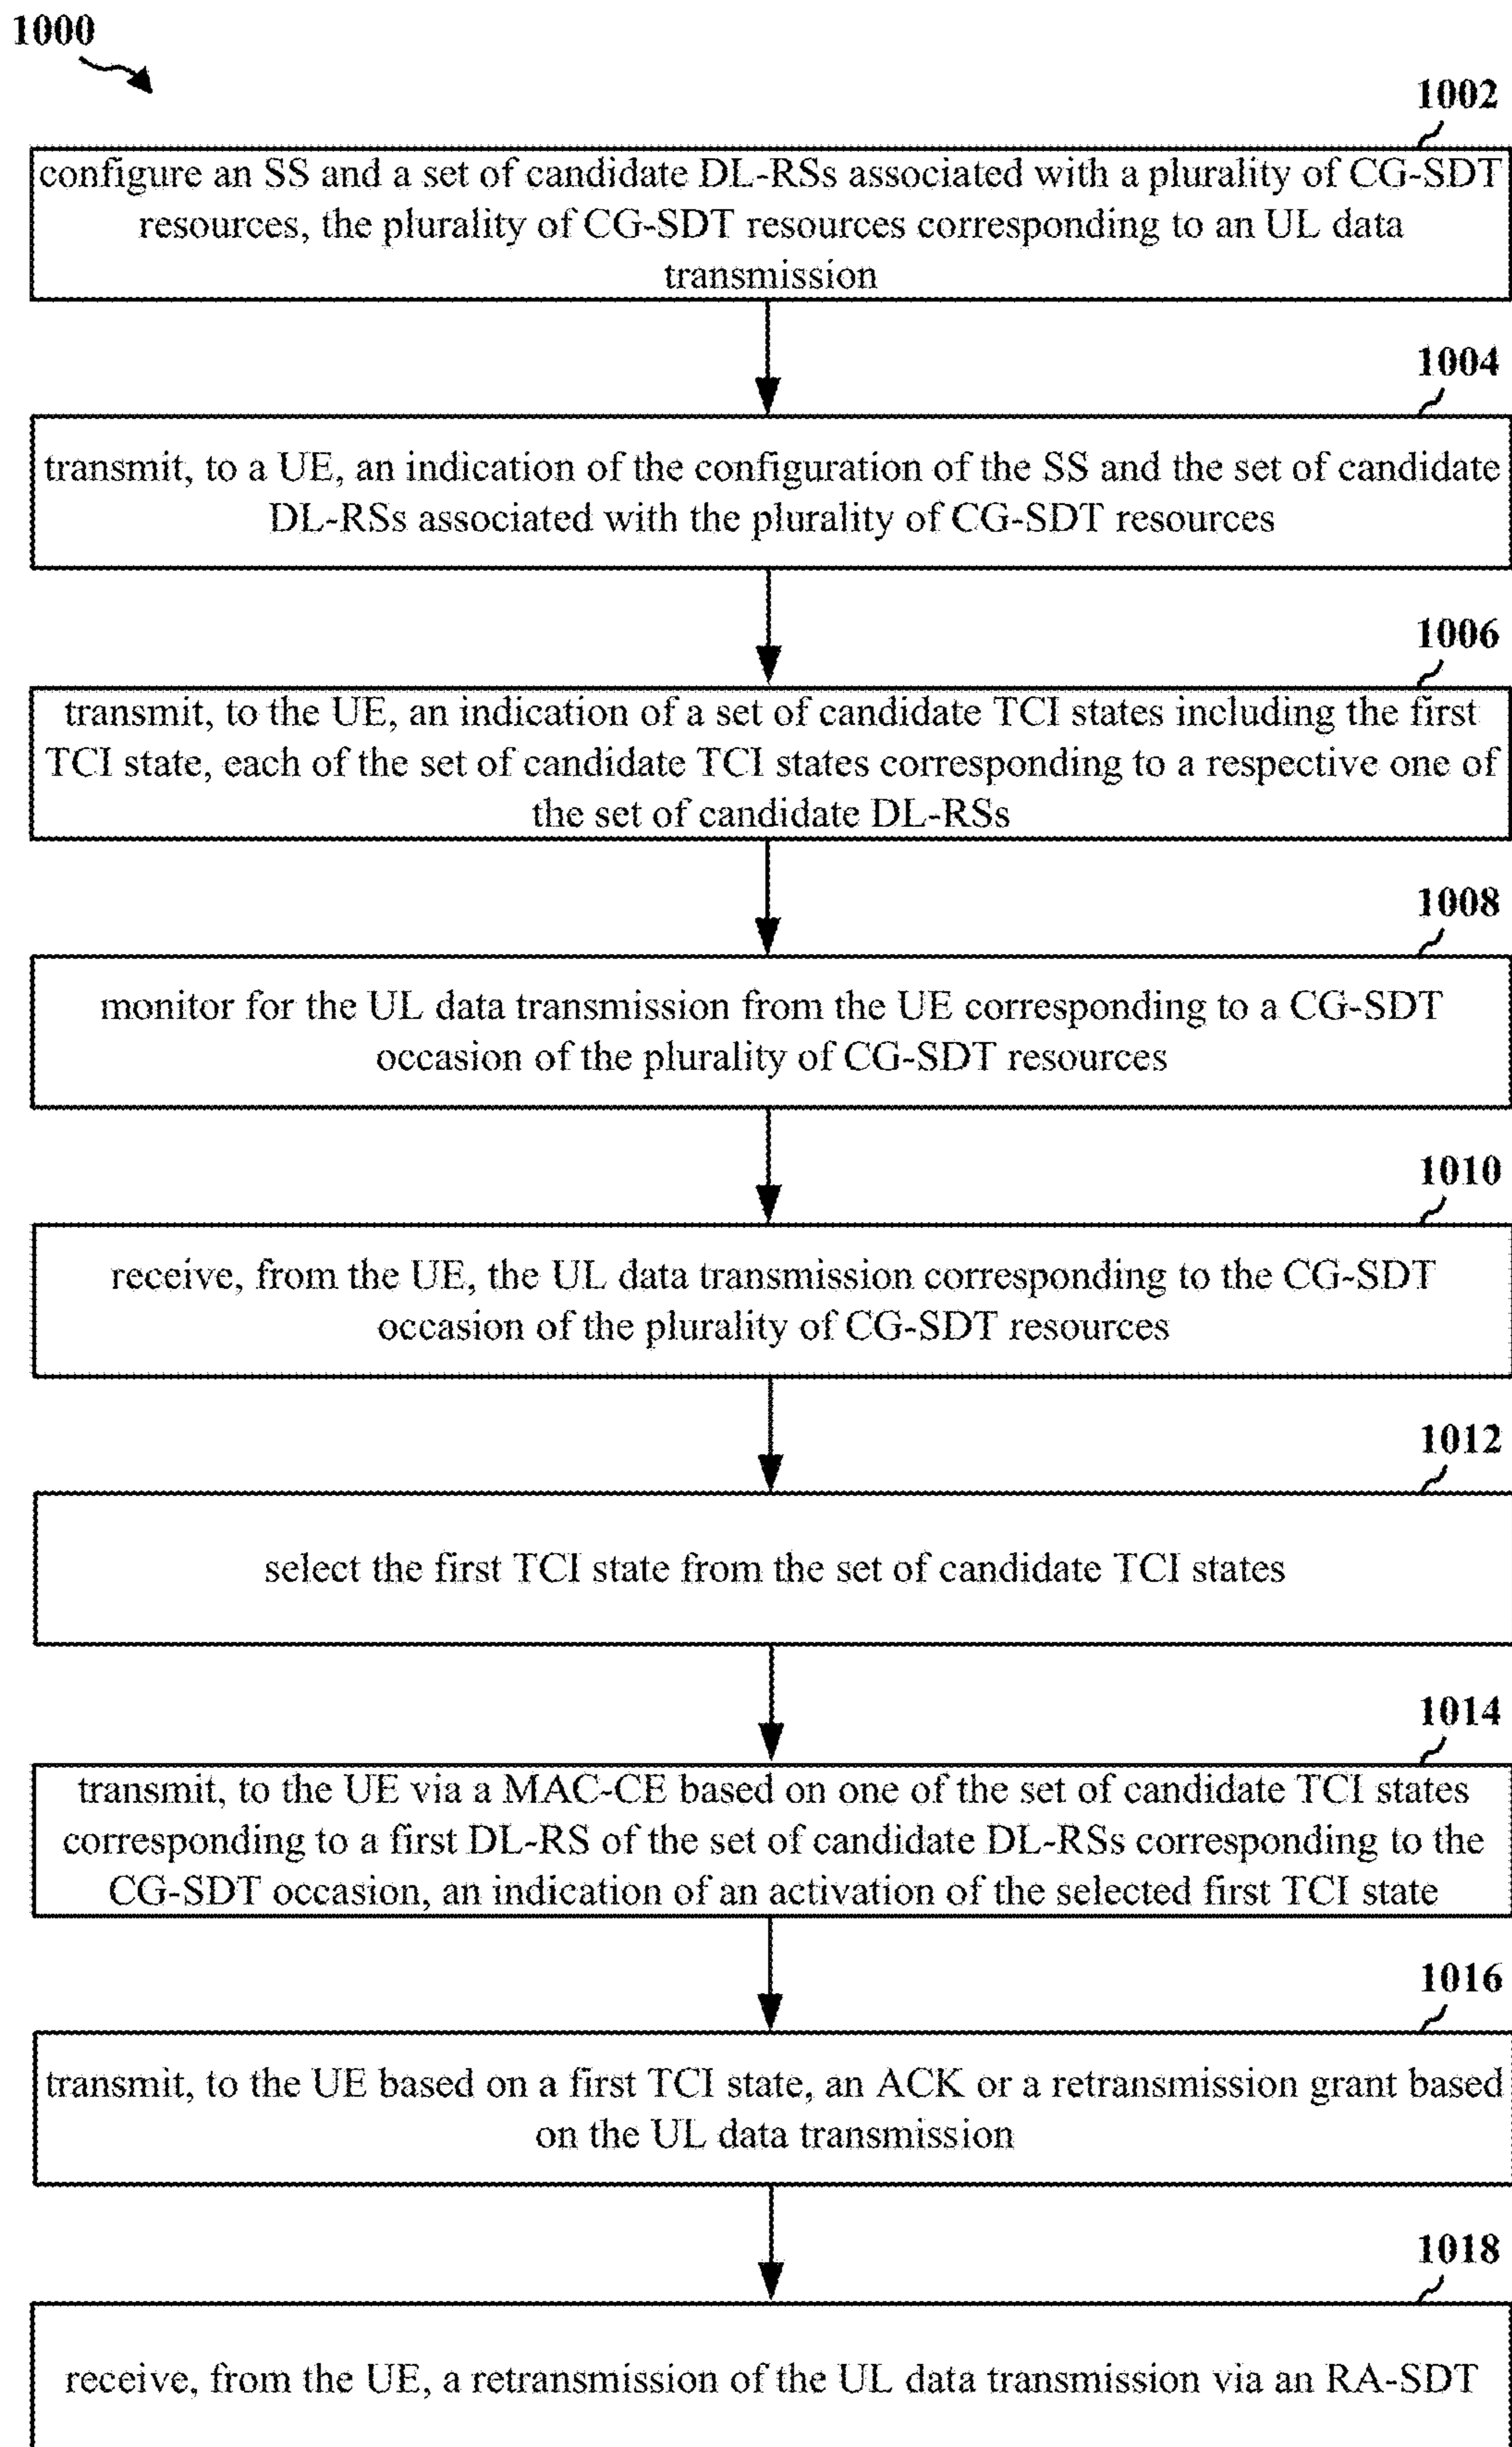 1000
1002
configure an SS and a set of candidate DL-RSs associated with a plurality of CG-SDT
resources, the plurality of CG-SDT resources corresponding to an UL data
transmission
1004
transmit, to a UE, an indication of the configuration of the SS and the set of candidate
DL-RSs associated with the plurality of CG-SDT resources
1006
transmit, to the UE, an indication of a set of candidate TCI states including the first
TCI state, each of the set of candidate TCI states corresponding to a respective one of
the set of candidate DL-RSs
1008
monitor for the UL data transmission from the UE corresponding to a CG-SDT
occasion of the plurality of CG-SDT resources
1010
receive, from the UE, the UL data transmission corresponding to the CG-SDT
occasion of the plurality of CG-SDT resources
1012
select the first TCI state from the set of candidate TCI states
1014
transmit, to the UE via a MAC-CE based on one of the set of candidate TCI states
corresponding to a first DL-RS of the set of candidate DL-RSs corresponding to the
CG-SDT occasion, an indication of an activation of the selected first TCI state
1016
transmit, to the UE based on a first TCI state, an ACK or a retransmission grant based
on the UL data transmission
1018
receive, from the UE, a retransmission of the UL data transmission via an RA-SDT